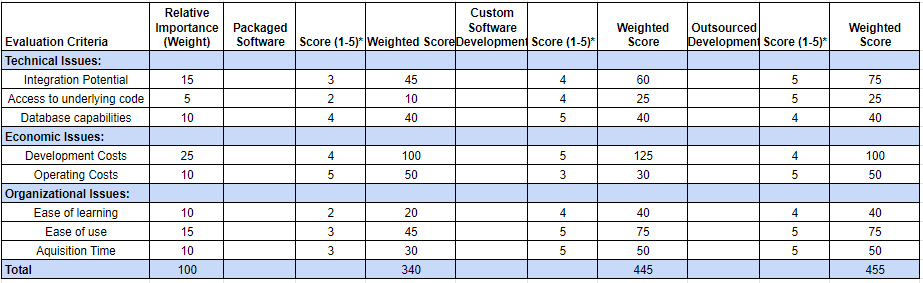 Evaluation Criteria Relative Importance (Weight) Packaged Software Score (1-5)* Weighted Score Custom Software Development Score (1-5)* Weighted Score Outsourced Development Score (1-5)* Weighted Score
Technical Issues:
Integration Potential 15 3 45 4 60 5 75
Access to underlying code 5 2 10 4 25 5 25
Database capabilities 10 4 40 5 40 4 40
Economic Issues:
Development Costs 25 4 100 5 125 4 100
Operating Costs 10 5 50 3 30 5 50
Organizational Issues:
Ease of learning 10 2 20 4 40 4 40
Ease of use 15 3 45 5 75 5 75
Aquisition Time 10 3 30 5 50 5 50
Total 100 340 445 455